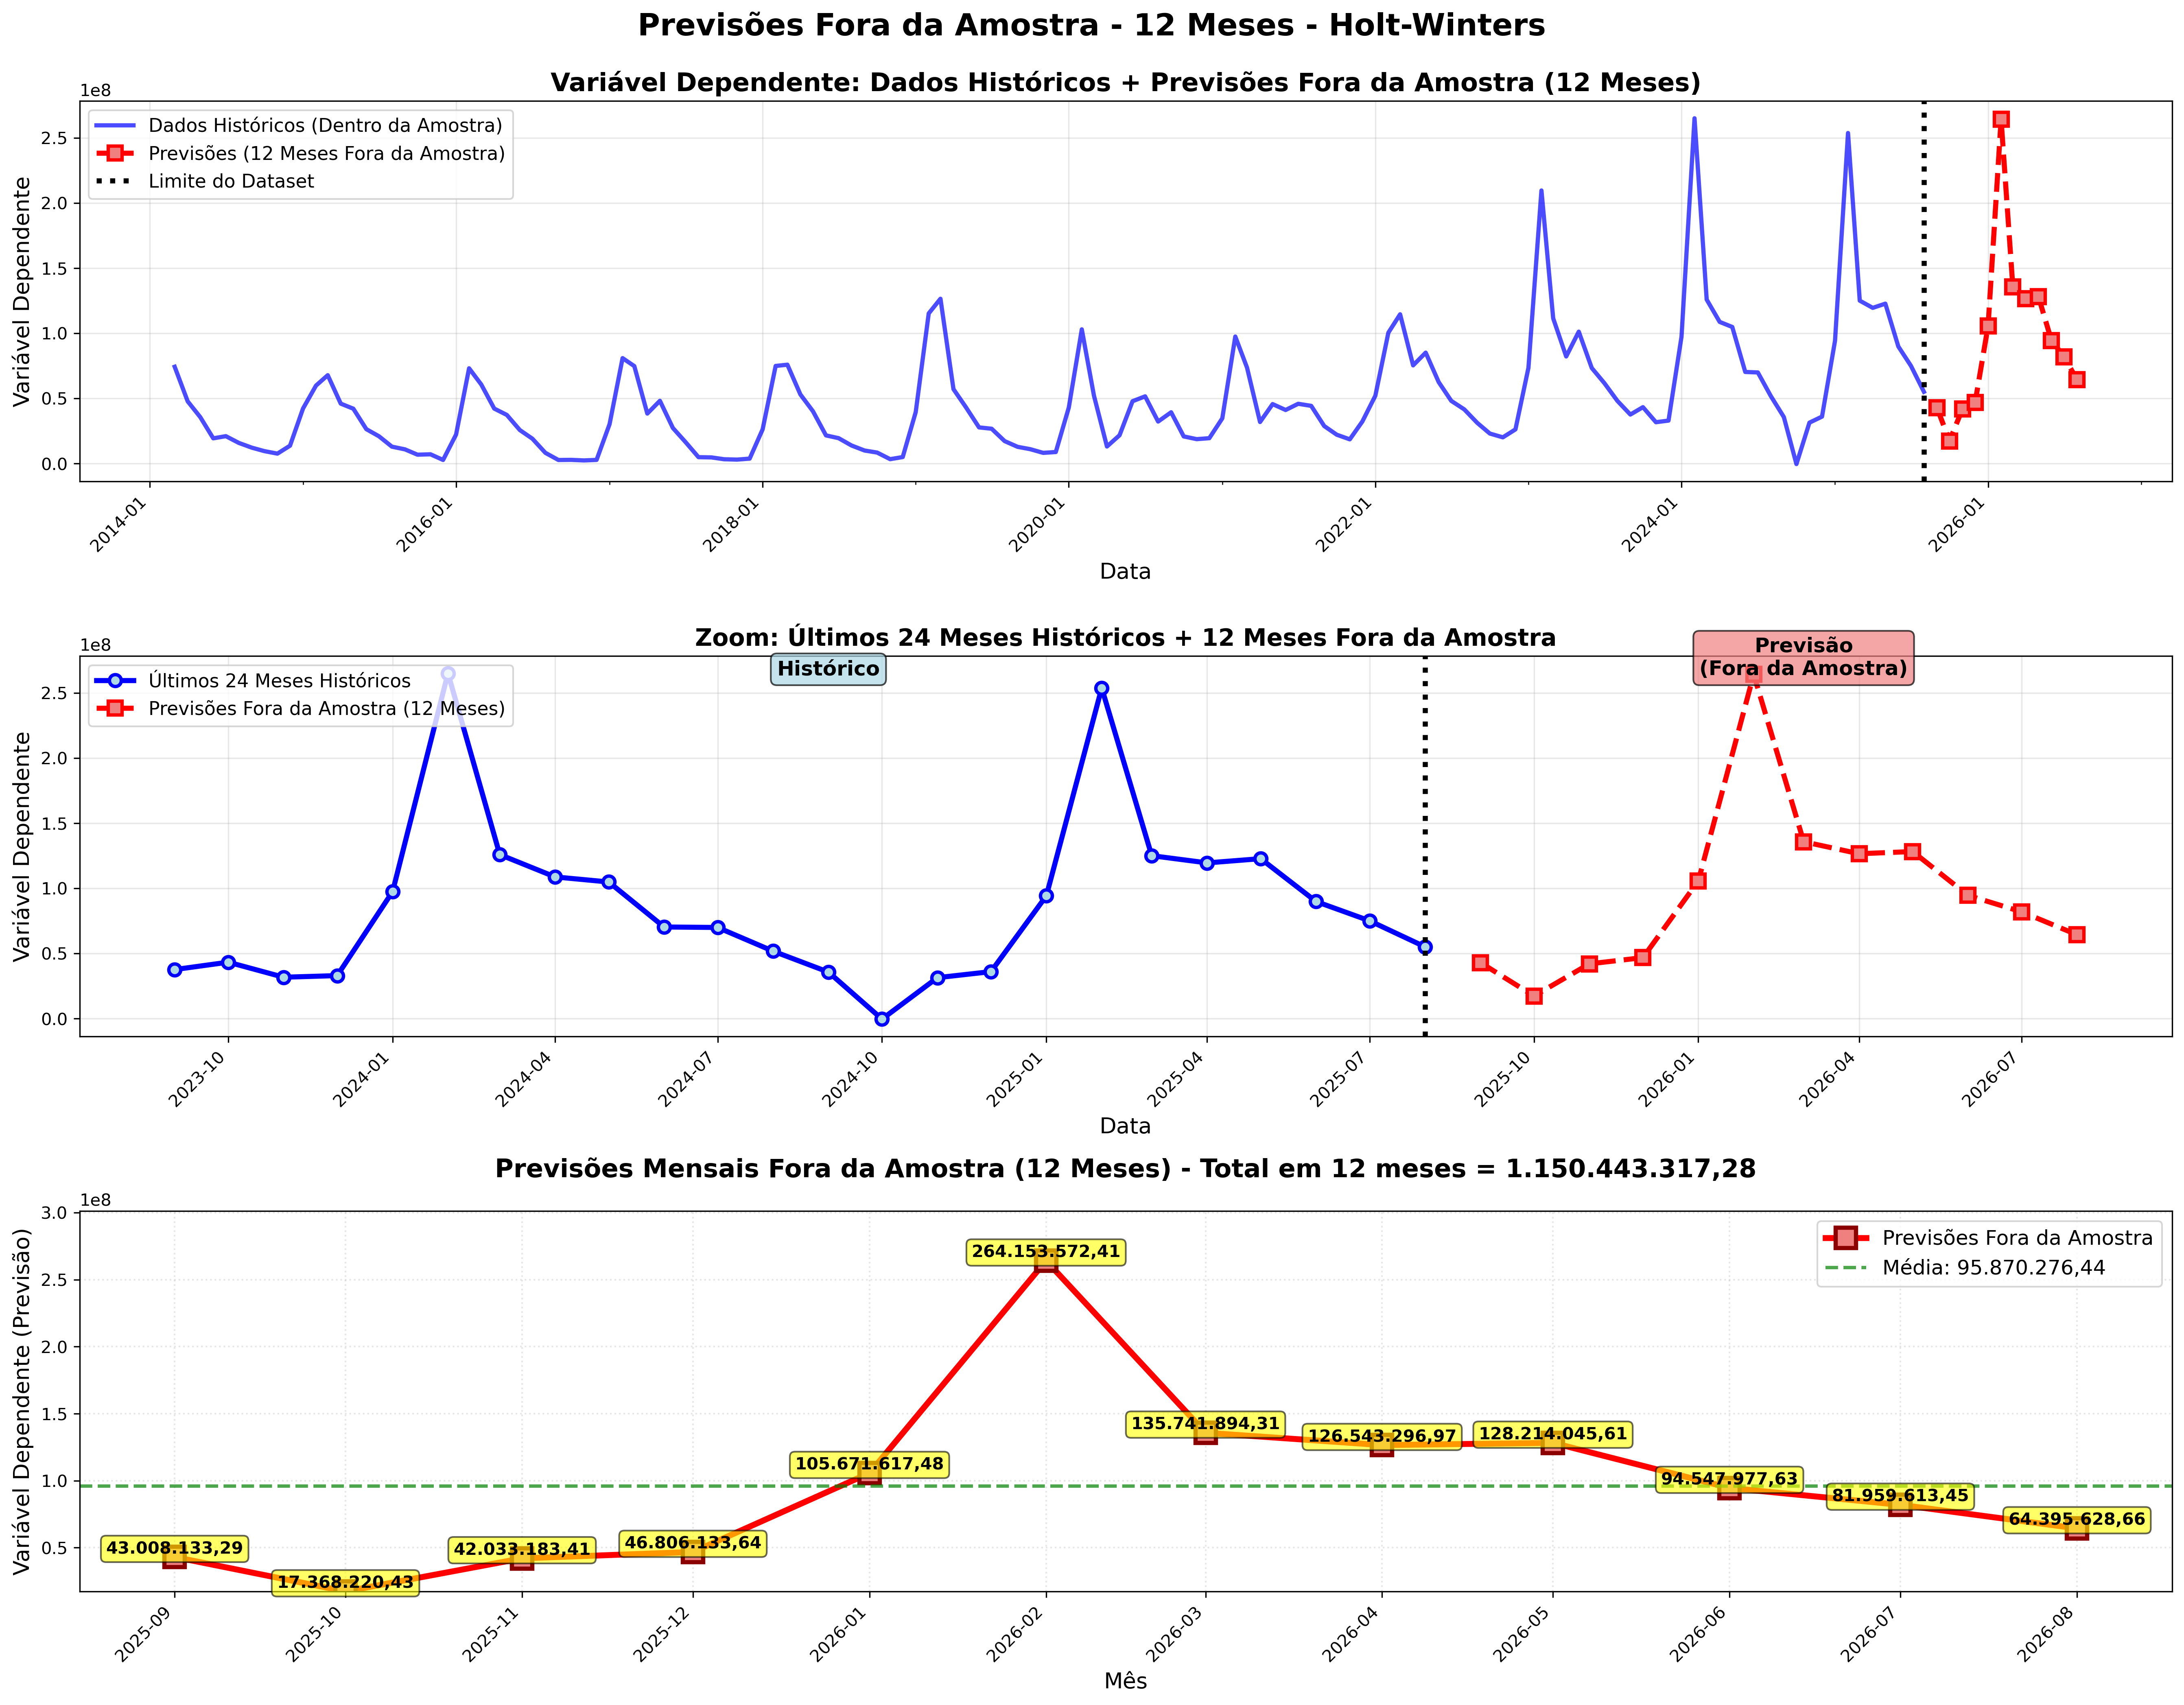 Previsões Fora da Amostra - 12 Meses - Holt-Winters
Variável Dependente: Dados Históricos + Previsões Fora da Amostra (12 Meses)
1e8
Dados Históricos (Dentro da Amostra)
Previsões (12 Meses Fora da Amostra)
Limite do Dataset
Variável Dependente
2.5
2.0
1.5
1.0
0.5
0.0
2014-01
2016-01
2018-01
2020-01
2022-01
2024-01
2026-01
Data
Zoom: Últimos 24 Meses Históricos + 12 Meses Fora da Amostra
1e8
Últimos 24 Meses Históricos
Previsões Fora da Amostra (12 Meses)
Histórico
Previsão
(Fora da Amostra)
Variável Dependente
2.5
2.0
1.5
1.0
0.5
0.0
2023-10
2024-01
2024-04
2024-07
2024-10
2025-01
2025-04
2025-07
2025-10
2026-01
2026-04
2026-07
Data
Previsões Mensais Fora da Amostra (12 Meses) - Total em 12 meses = 1.150.443.317,28
1e8
Previsões Fora da Amostra
Média: 95.870.276,44
Variável Dependente (Previsão)
3.0
2.5
2.0
1.5
1.0
0.5
43.008.133,29
17.368.220,43
42.033.183,41
46.806.133,64
105.671.617,48
264.153.572,41
135.741.894,31
126.543.296,97
128.214.045,61
94.547.977,63
81.959.613,45
64.395.628,66
2025-09
2025-10
2025-11
2025-12
2026-01
2026-02
2026-03
2026-04
2026-05
2026-06
2026-07
2026-08
Mês